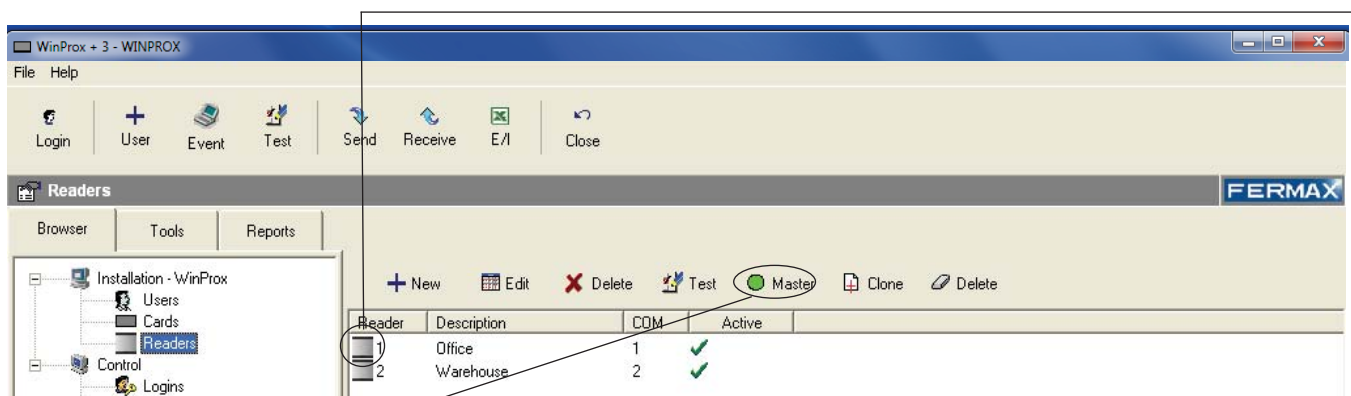 WinProx + 3 - WINPROX
File Help
Login User Event Test Send Receive E/I Close
Readers FERMAX
Browser Tools Reports
Installation - WinProx
Users
Cards
Readers
Control
Logins
New Edit Delete Test Master Clone Delete
Reader Description COM Active
1 Office 1
2 Warehouse 2